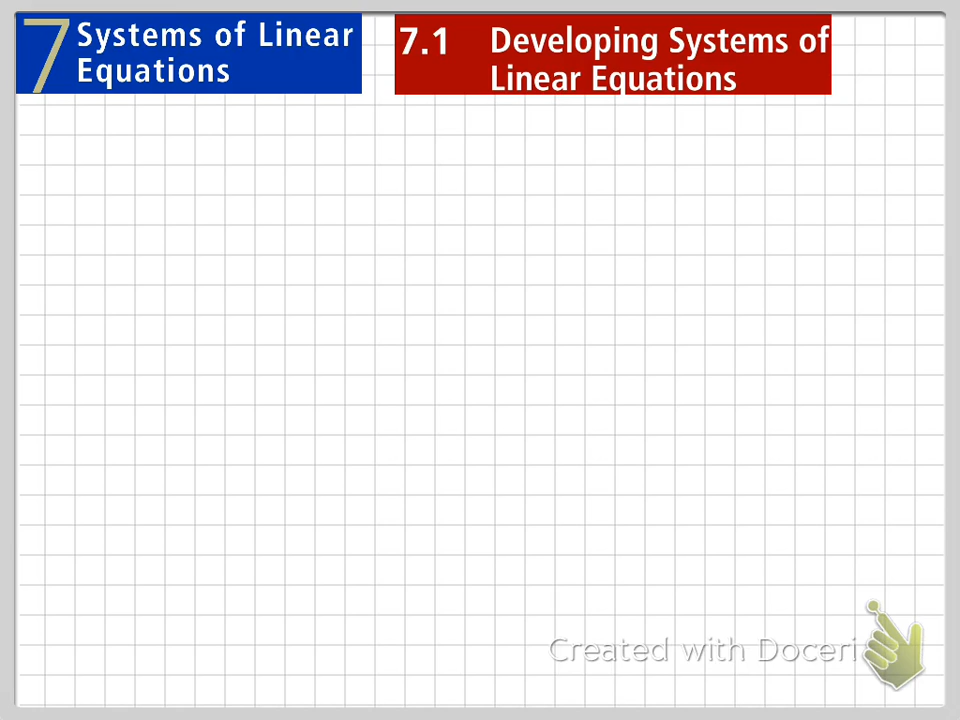 7 Systems of Linear
Equations
7.1 Developing Systems of
Linear Equations
Created with Doceri